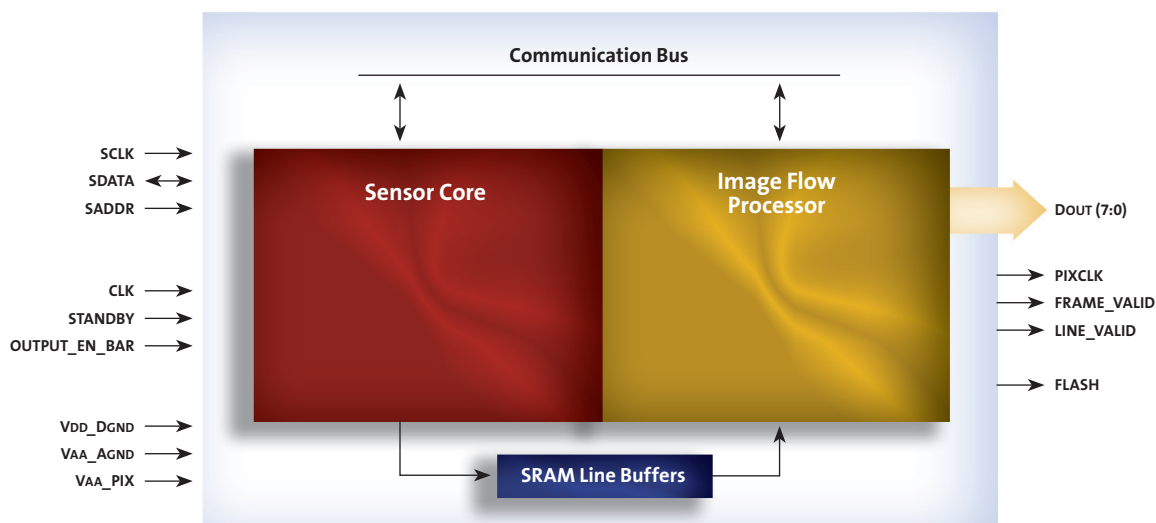 Communication Bus
SCLK
SDATA
SADDR
CLK
STANDBY
OUTPUT_EN_BAR
VDD_DGND
VAA_AGND
VAA_PIX
Sensor Core
Image Flow
Processor
SRAM Line Buffers
DOUT (7:0)
PIXCLK
FRAME_VALID
LINE_VALID
FLASH